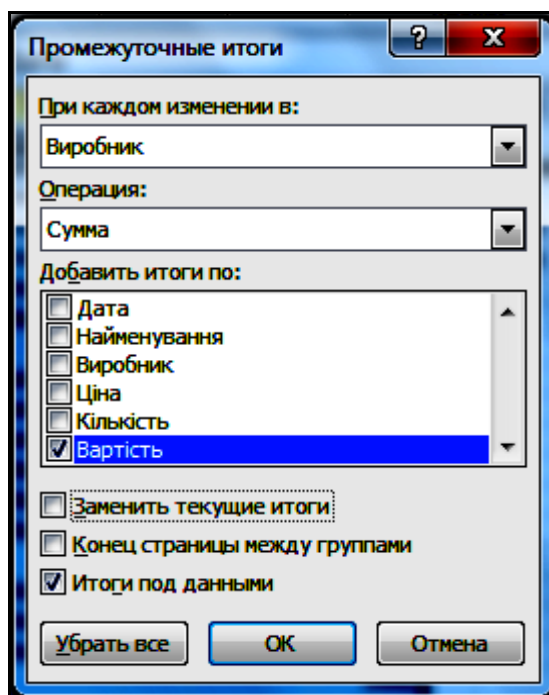 Промежуточные итоги
?
X
При каждом изменении в:
Виробник
Операция:
Сумма
Добавить итоги по:
Дата
Найменування
Виробник
Ціна
Кількість
Вартість
Заменить текущие итоги
Конец страницы между группами
Итоги под данными
Убрать все
ОК
Отмена